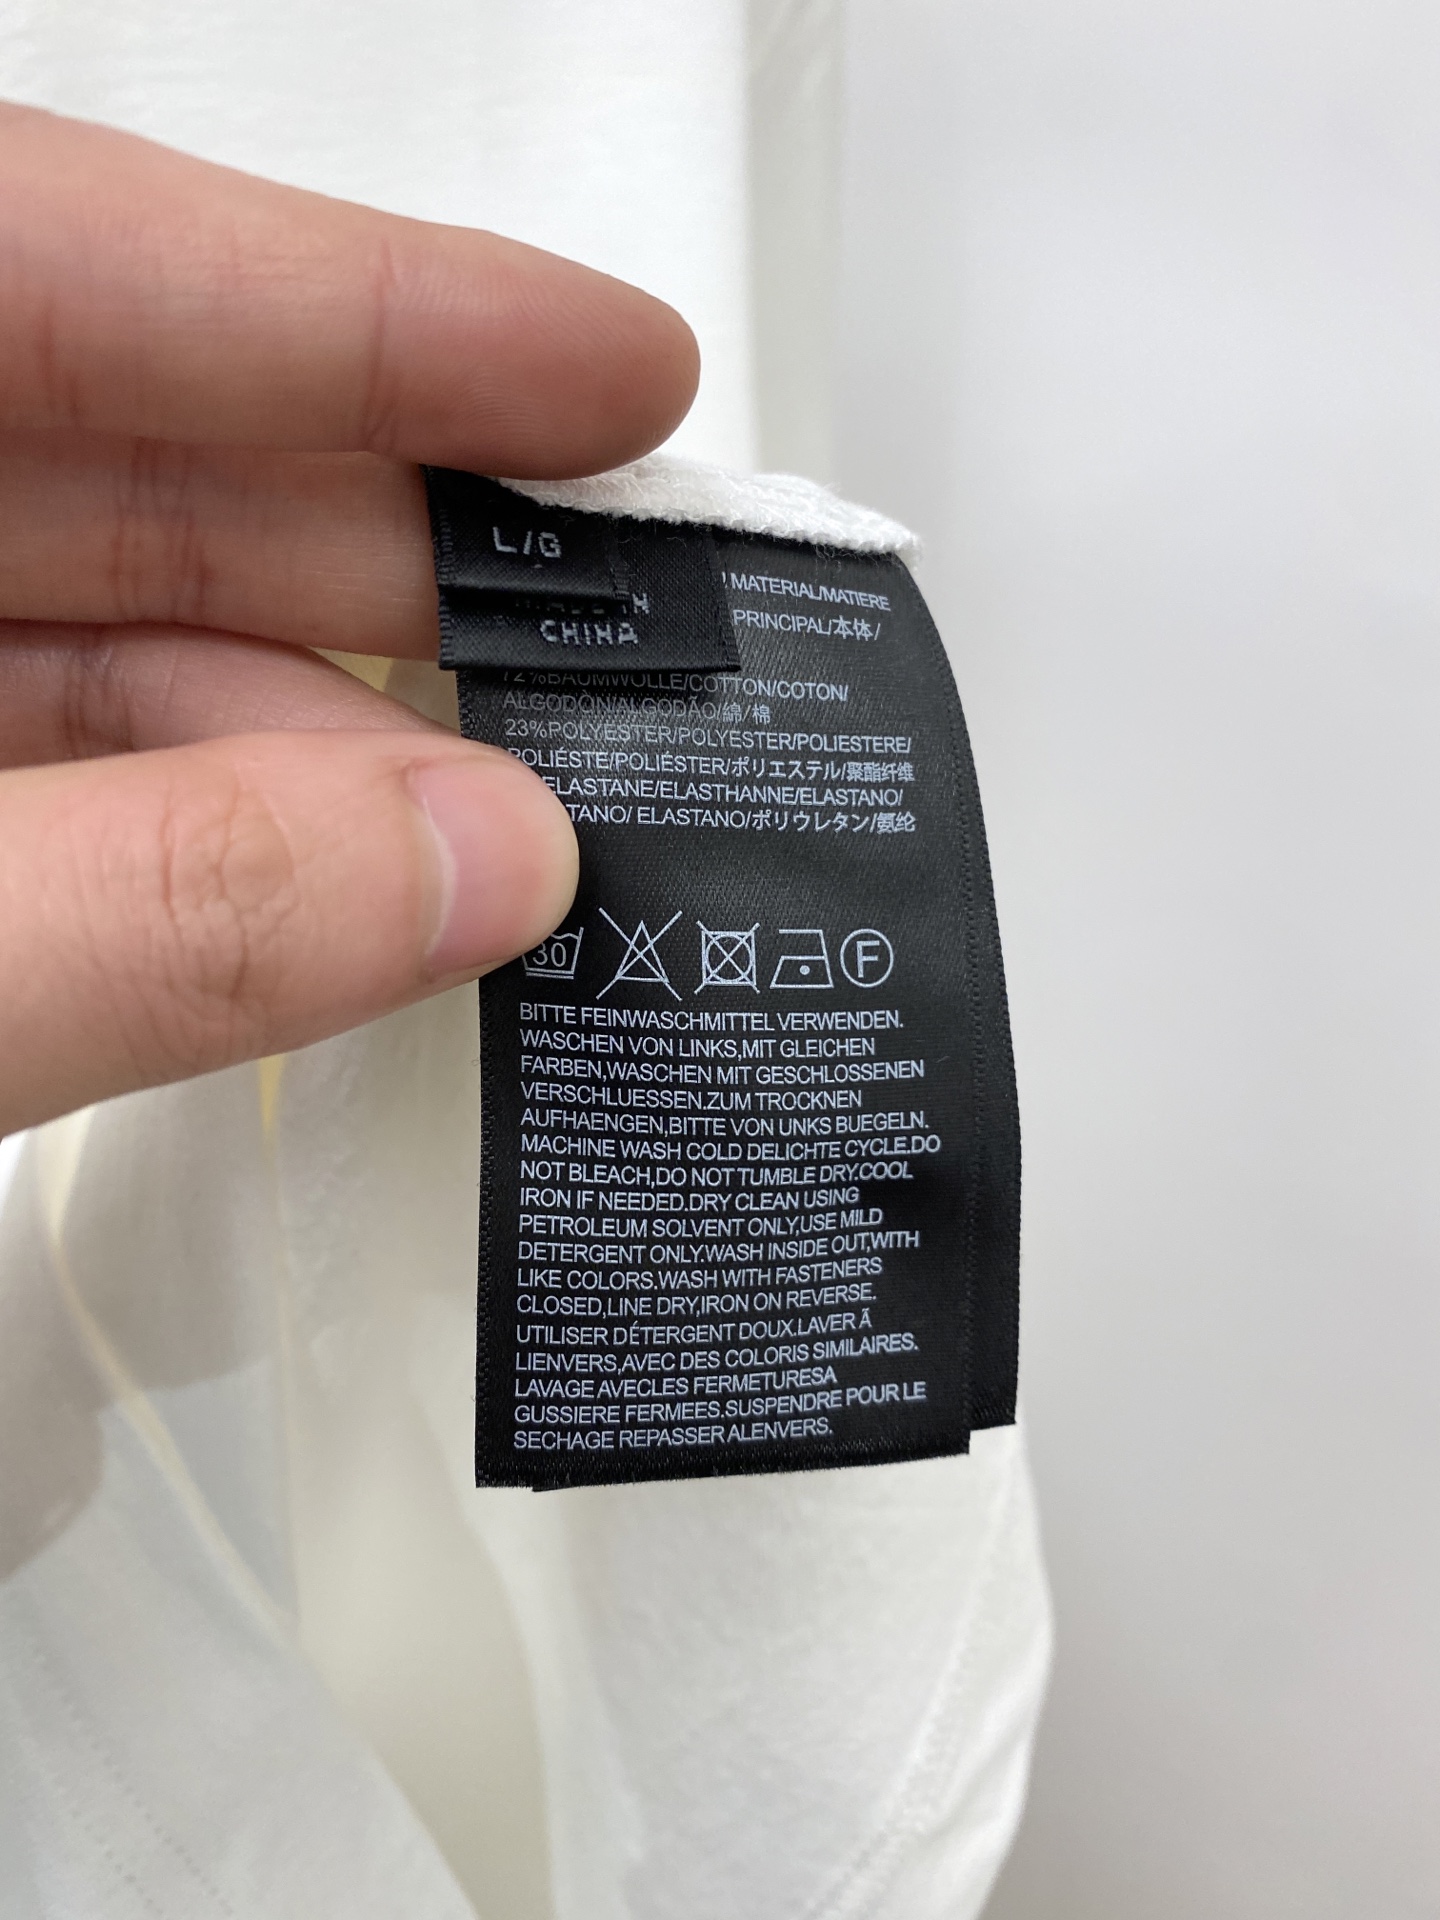 L/G
MADE IN
CHINA
MATERIAL/MATIERE
PRINCIPAL/本体/
72%BAUMWOLLE/COTTON/COTON/
ALGODÒN/ALGODÃO/綿/棉
23%POLYESTER/POLYESTER/POLIESTERE/
POLIÉSTE/POLIÉSTER/ポリエステル/聚酯纤维
ELASTANE/ELASTHANNE/ELASTANO/
TANO/ ELASTANO/ポリウレタン/氨纶
30
F
BITTE FEINWASCHMITTEL VERWENDEN.
WASCHEN VON LINKS,MIT GLEICHEN
FARBEN,WASCHEN MIT GESCHLOSSENEN
VERSCHLUESSEN.ZUM TROCKNEN
AUFHAENGEN,BITTE VON UNKS BUEGELN.
MACHINE WASH COLD DELICHTE CYCLE.DO
NOT BLEACH,DO NOT TUMBLE DRY.COOL
IRON IF NEEDED.DRY CLEAN USING
PETROLEUM SOLVENT ONLY,USE MILD
DETERGENT ONLY.WASH INSIDE OUT,WITH
LIKE COLORS.WASH WITH FASTENERS
CLOSED,LINE DRY,IRON ON REVERSE.
UTILISER DÉTERGENT DOUX.LAVER Ã
LIENVERS,AVEC DES COLORIS SIMILAIRES.
LAVAGE AVECLES FERMETURESA
GUSSIERE FERMEES.SUSPENDRE POUR LE
SECHAGE REPASSER ALENVERS.